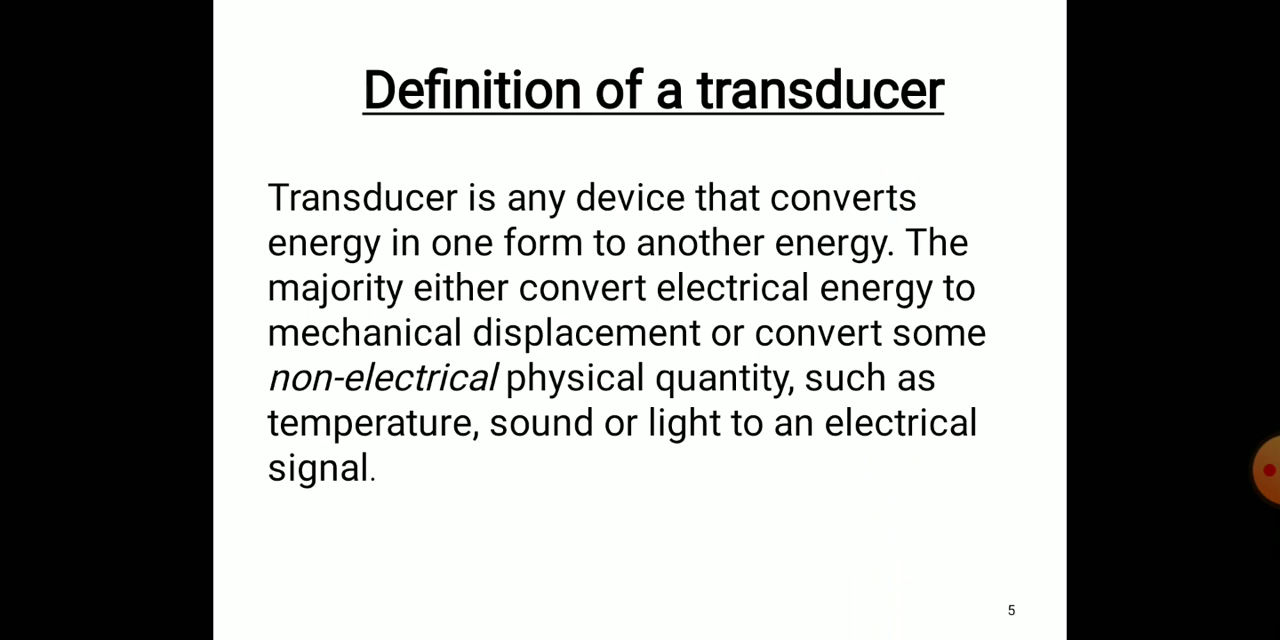 Definition of a transducer
Transducer is any device that converts
energy in one form to another energy. The
majority either convert electrical energy to
mechanical displacement or convert some
non-electrical physical quantity, such as
temperature, sound or light to an electrical
signal.
5